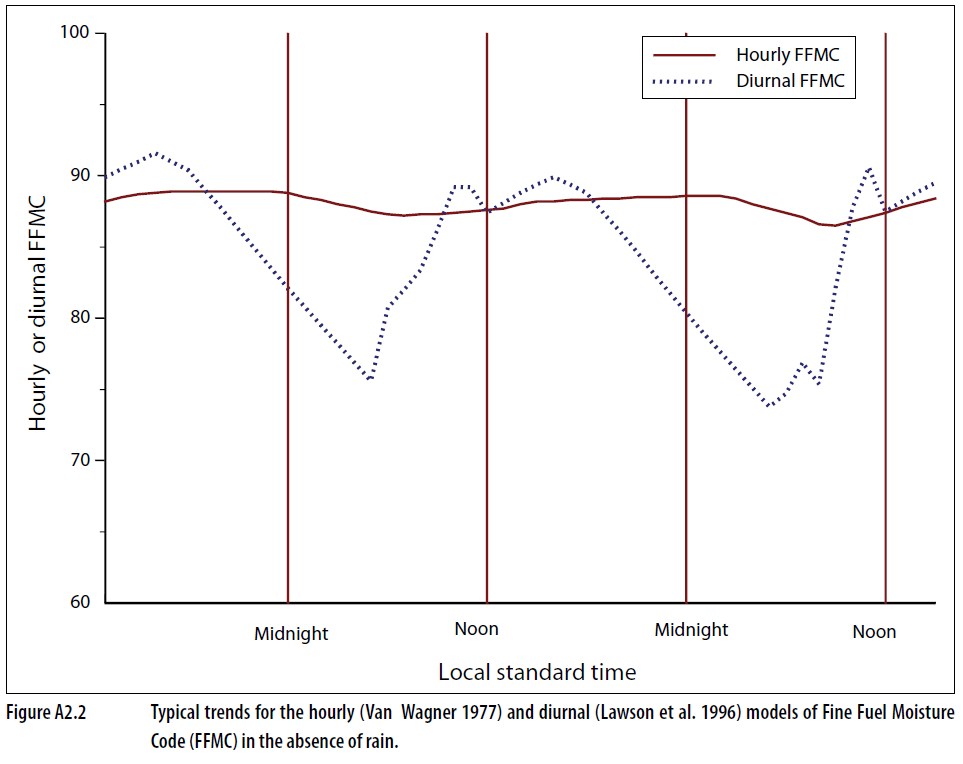 100
90
80
70
60
Hourly or diurnal FFMC
Hourly FFMC
Diurnal FFMC
Midnight
Noon
Midnight
Noon
Local standard time
Figure A2.2 Typical trends for the hourly (Van Wagner 1977) and diurnal (Lawson et al. 1996) models of Fine Fuel Moisture
Code (FFMC) in the absence of rain.